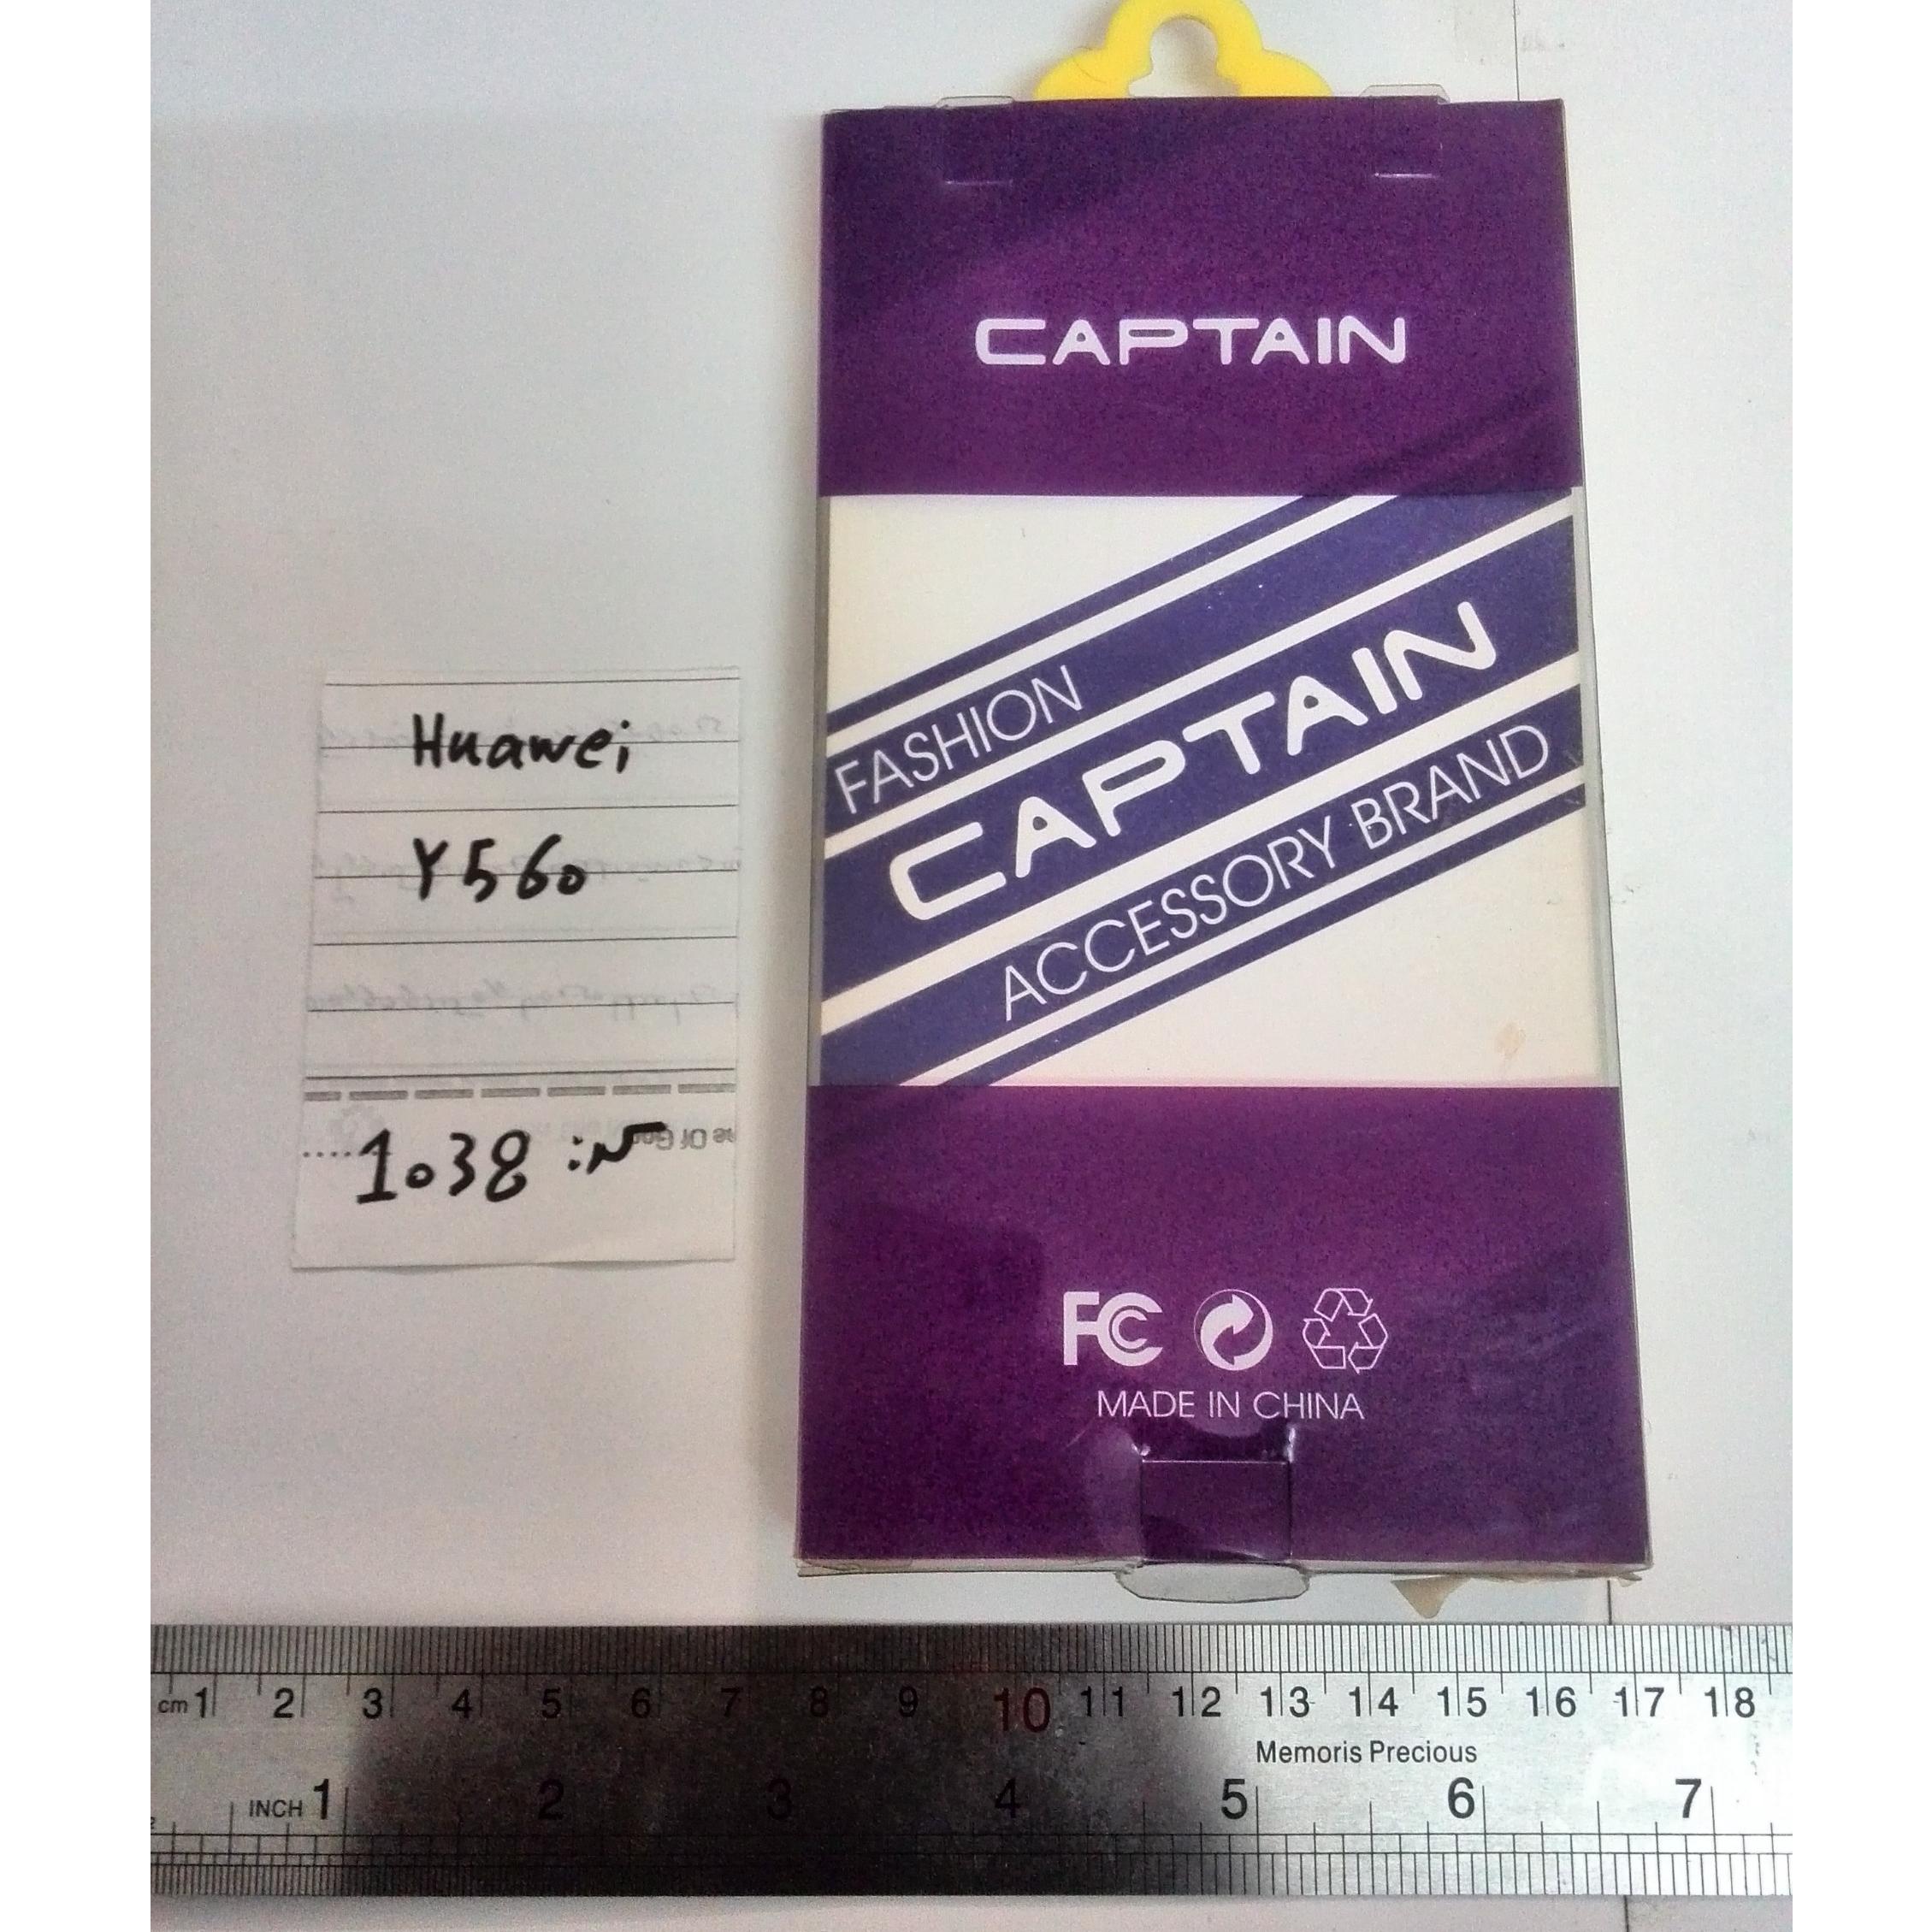 Huawei
Y560
1038
CAPTAIN
FASHION
CAPTAIN
ACCESSORY BRAND
FC
MADE IN CHINA
cm 1 2 3 4 5 6 7 8 9 10 11 12 13 14 15 16 17 18
Memoris Precious
INCH 1 2 3 4 5 6 7